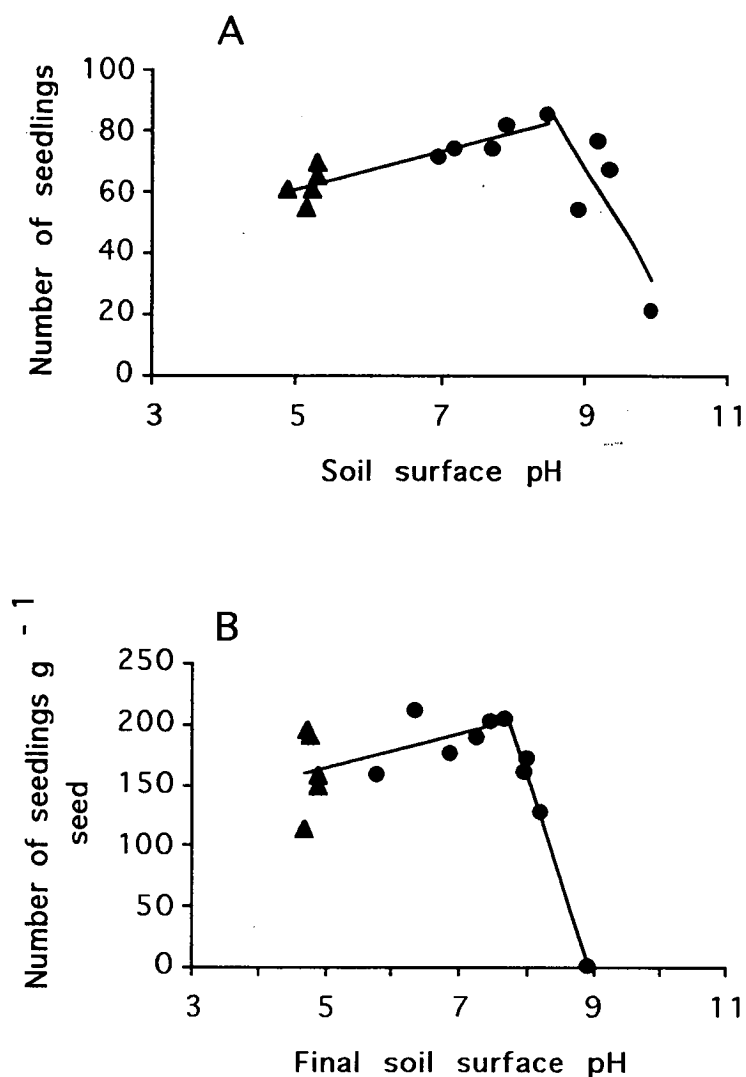 A
Number of seedlings
100
80
60
40
20
0
3 5 7 9 11
Soil surface pH
B
Number of seedlings g - 1
seed
250
200
150
100
50
0
3 5 7 9 11
Final soil surface pH